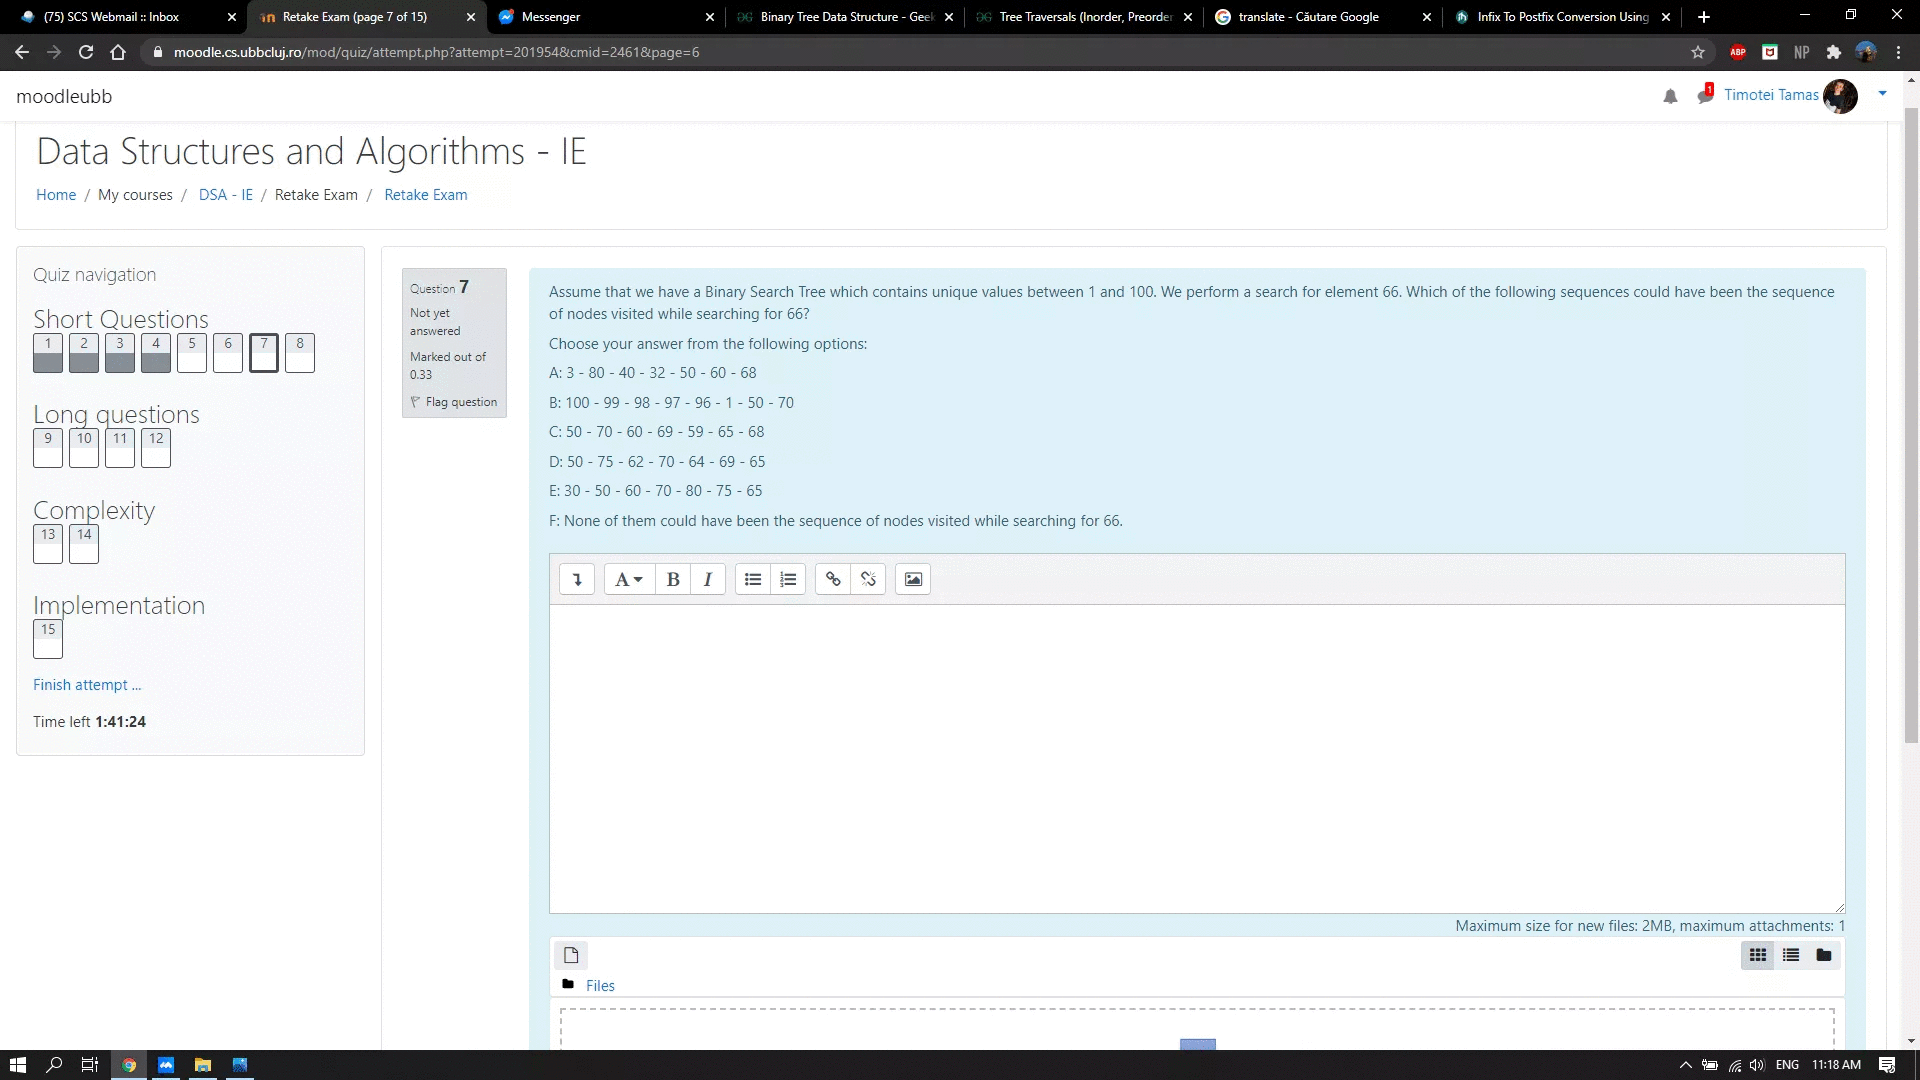 (75) SCS Webmail :: Inbox
Retake Exam (page 7 of 15)
Messenger
Binary Tree Data Structure - Geek
Tree Traversals (Inorder, Preorder
translate - Căutare Google
Infix To Postfix Conversion Using
moodle.cs.ubbcluj.ro/mod/quiz/attempt.php?attempt=201954&cmid=2461&page=6
ABP
NP
moodleubb
1
Timotei Tamas
Data Structures and Algorithms - IE
Home / My courses / DSA - IE / Retake Exam / Retake Exam
Quiz navigation
Short Questions
1 2 3 4 5 6 7 8
Long questions
9 10 11 12
Complexity
13 14
Implementation
15
Finish attempt ...
Time left 1:41:24
Question 7
Not yet
answered
Marked out of
0.33
Flag question
Assume that we have a Binary Search Tree which contains unique values between 1 and 100. We perform a search for element 66. Which of the following sequences could have been the sequence
of nodes visited while searching for 66?
Choose your answer from the following options:
A: 3 - 80 - 40 - 32 - 50 - 60 - 68
B: 100 - 99 - 98 - 97 - 96 - 1 - 50 - 70
C: 50 - 70 - 60 - 69 - 59 - 65 - 68
D: 50 - 75 - 62 - 70 - 64 - 69 - 65
E: 30 - 50 - 60 - 70 - 80 - 75 - 65
F: None of them could have been the sequence of nodes visited while searching for 66.
A B I
Maximum size for new files: 2MB, maximum attachments: 1
Files
ENG
11:18 AM